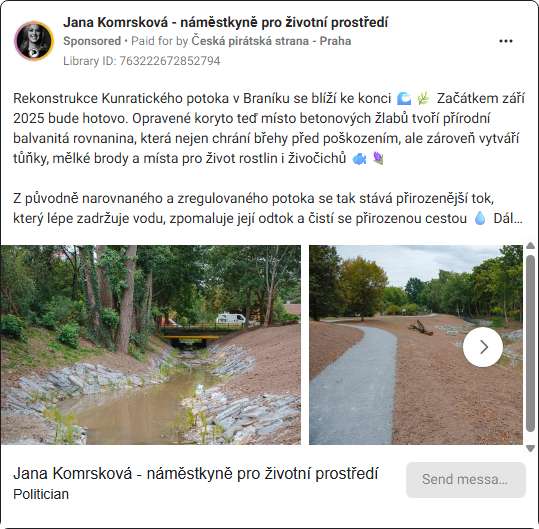 Jana Komrsková - náměstkyně pro životní prostředí
Sponsored • Paid for by Česká pirátská strana - Praha
Library ID: 763222672852794
Rekonstrukce Kunratického potoka v Braníku se blíží ke konci 🌊 🌿 Začátkem září
2025 bude hotovo. Opravené koryto teď místo betonových žlabů tvoří přírodní
balvanitá rovnanina, která nejen chrání břehy před poškozením, ale zároveň vytváří
tůňky, mělké brody a místa pro život rostlin i živočichů 🐟 🪻
Z původně narovnaného a zregulovaného potoka se tak stává přirozenější tok,
který lépe zadržuje vodu, zpomaluje její odtok a čistí se přirozenou cestou 💧 Dál...
Jana Komrsková - náměstkyně pro životní prostředí
Politician
Send messa...